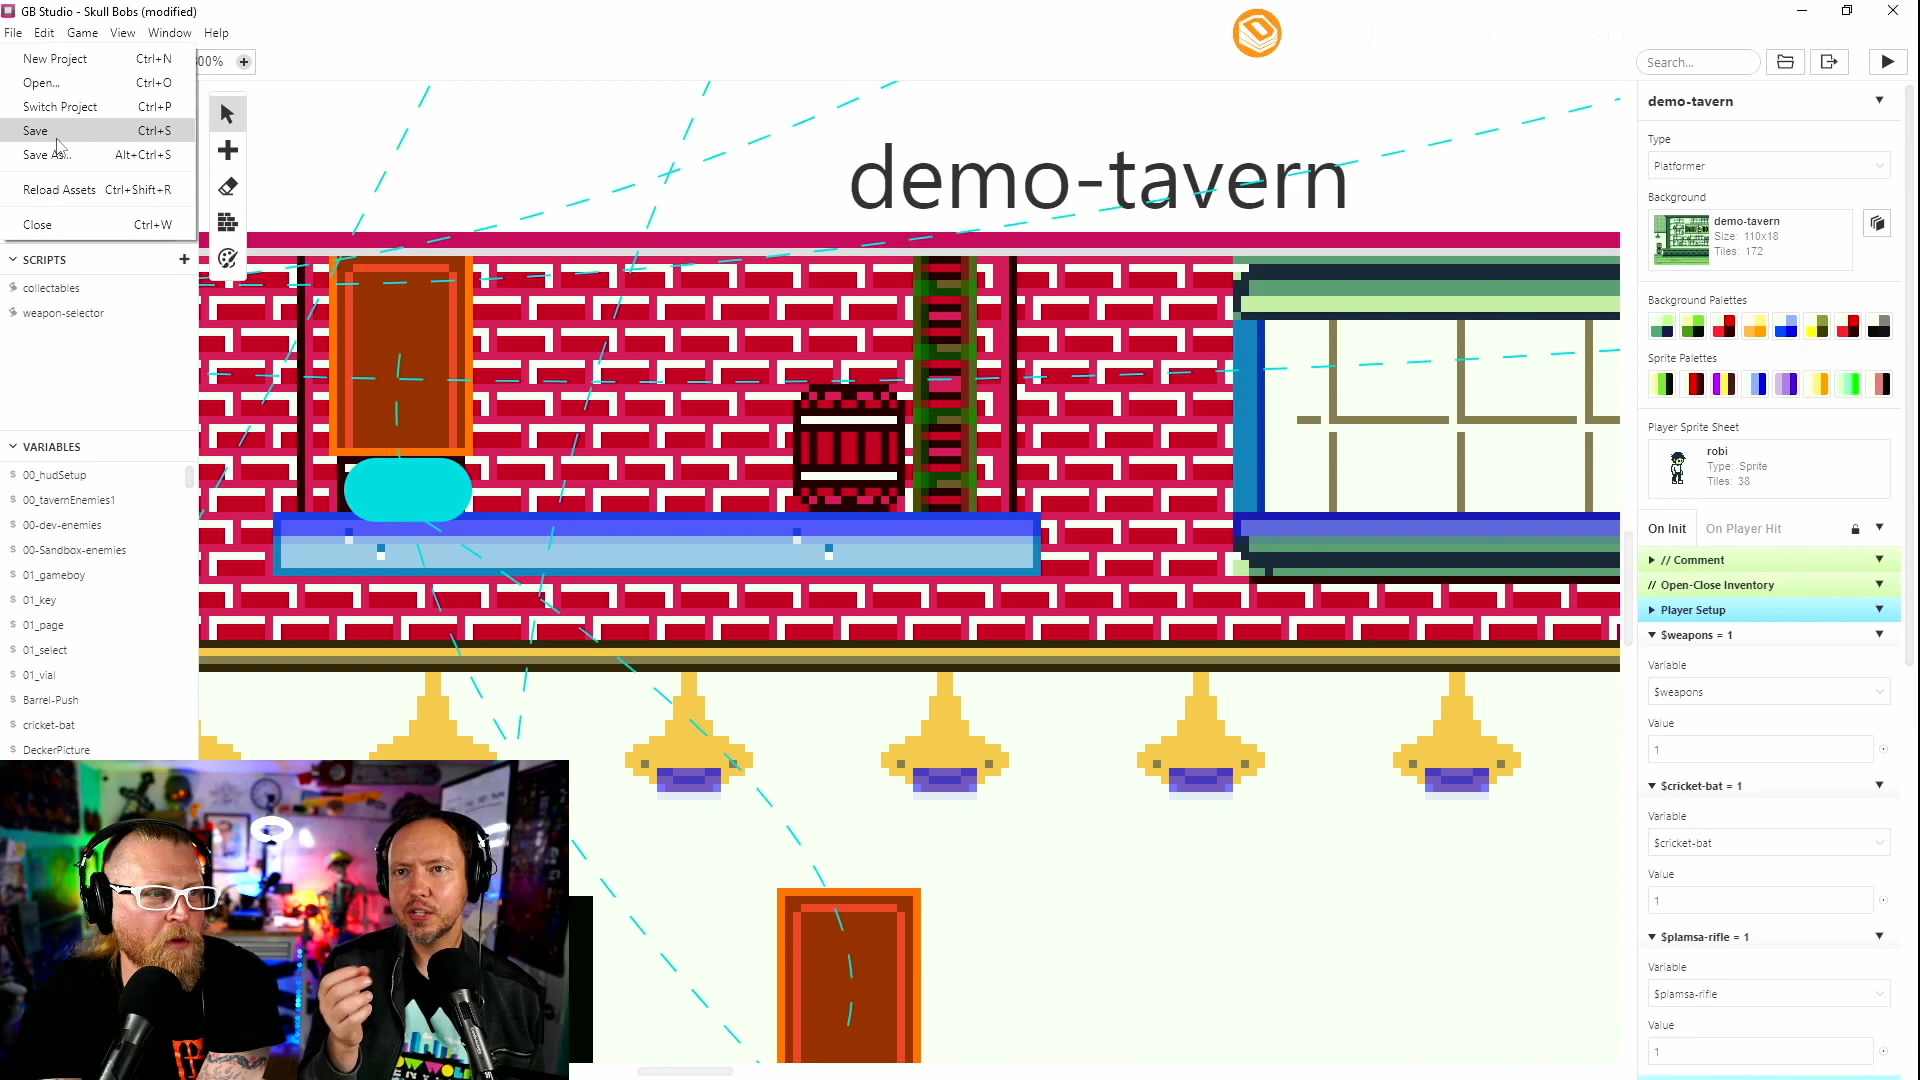 GB Studio - Skull Bobs (modified)
File Edit Game View Window Help
New Project Ctrl+N
Open... Ctrl+O
Switch Project Ctrl+P
Save Ctrl+S
Save As... Alt+Ctrl+S
Reload Assets Ctrl+Shift+R
Close Ctrl+W
00%
Search...
SCRIPTS
collectables
weapon-selector
VARIABLES
$ 00_hudSetup
$ 00_tavernEnemies1
$ 00-dev-enemies
$ 00-Sandbox-enemies
$ 01_gameboy
$ 01_key
$ 01_page
$ 01_select
$ 01_vial
$ Barrel-Push
$ cricket-bat
$ DeckerPicture
demo-tavern
demo-tavern
Type
Platformer
Background
demo-tavern
Size: 110x18
Tiles: 172
Background Palettes
Sprite Palettes
Player Sprite Sheet
robi
Type: Sprite
Tiles: 38
On Init On Player Hit
// Comment
// Open-Close Inventory
Player Setup
$weapons = 1
Variable
$weapons
Value
1
$cricket-bat = 1
Variable
$cricket-bat
Value
1
$plamsa-rifle = 1
Variable
$plamsa-rifle
Value
1